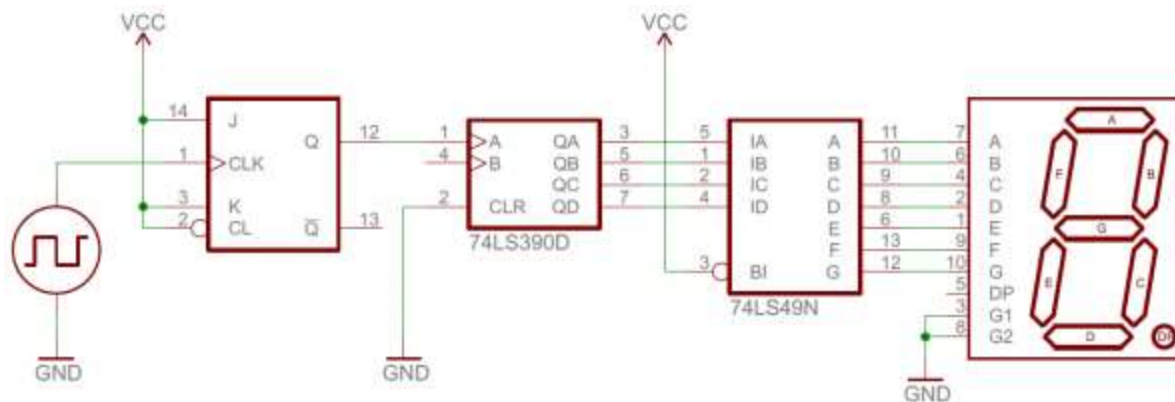 VCC
VCC
14 J
Q 12
1 CLK
3 K
2 CL
Q 13
GND
1 A QA 3
4 B QB 5
QC 6
2 CLR QD 7
74LS390D
GND
5 IA A 11
1 IB B 10
2 IC C 9
4 ID D 8
E 6
F 13
3 BI G 12
74LS49N
7 A
6 B
4 C
2 D
1 E
9 F
10 G
5 DP
3 G1
8 G2
A
F B
G
E C
D
GND